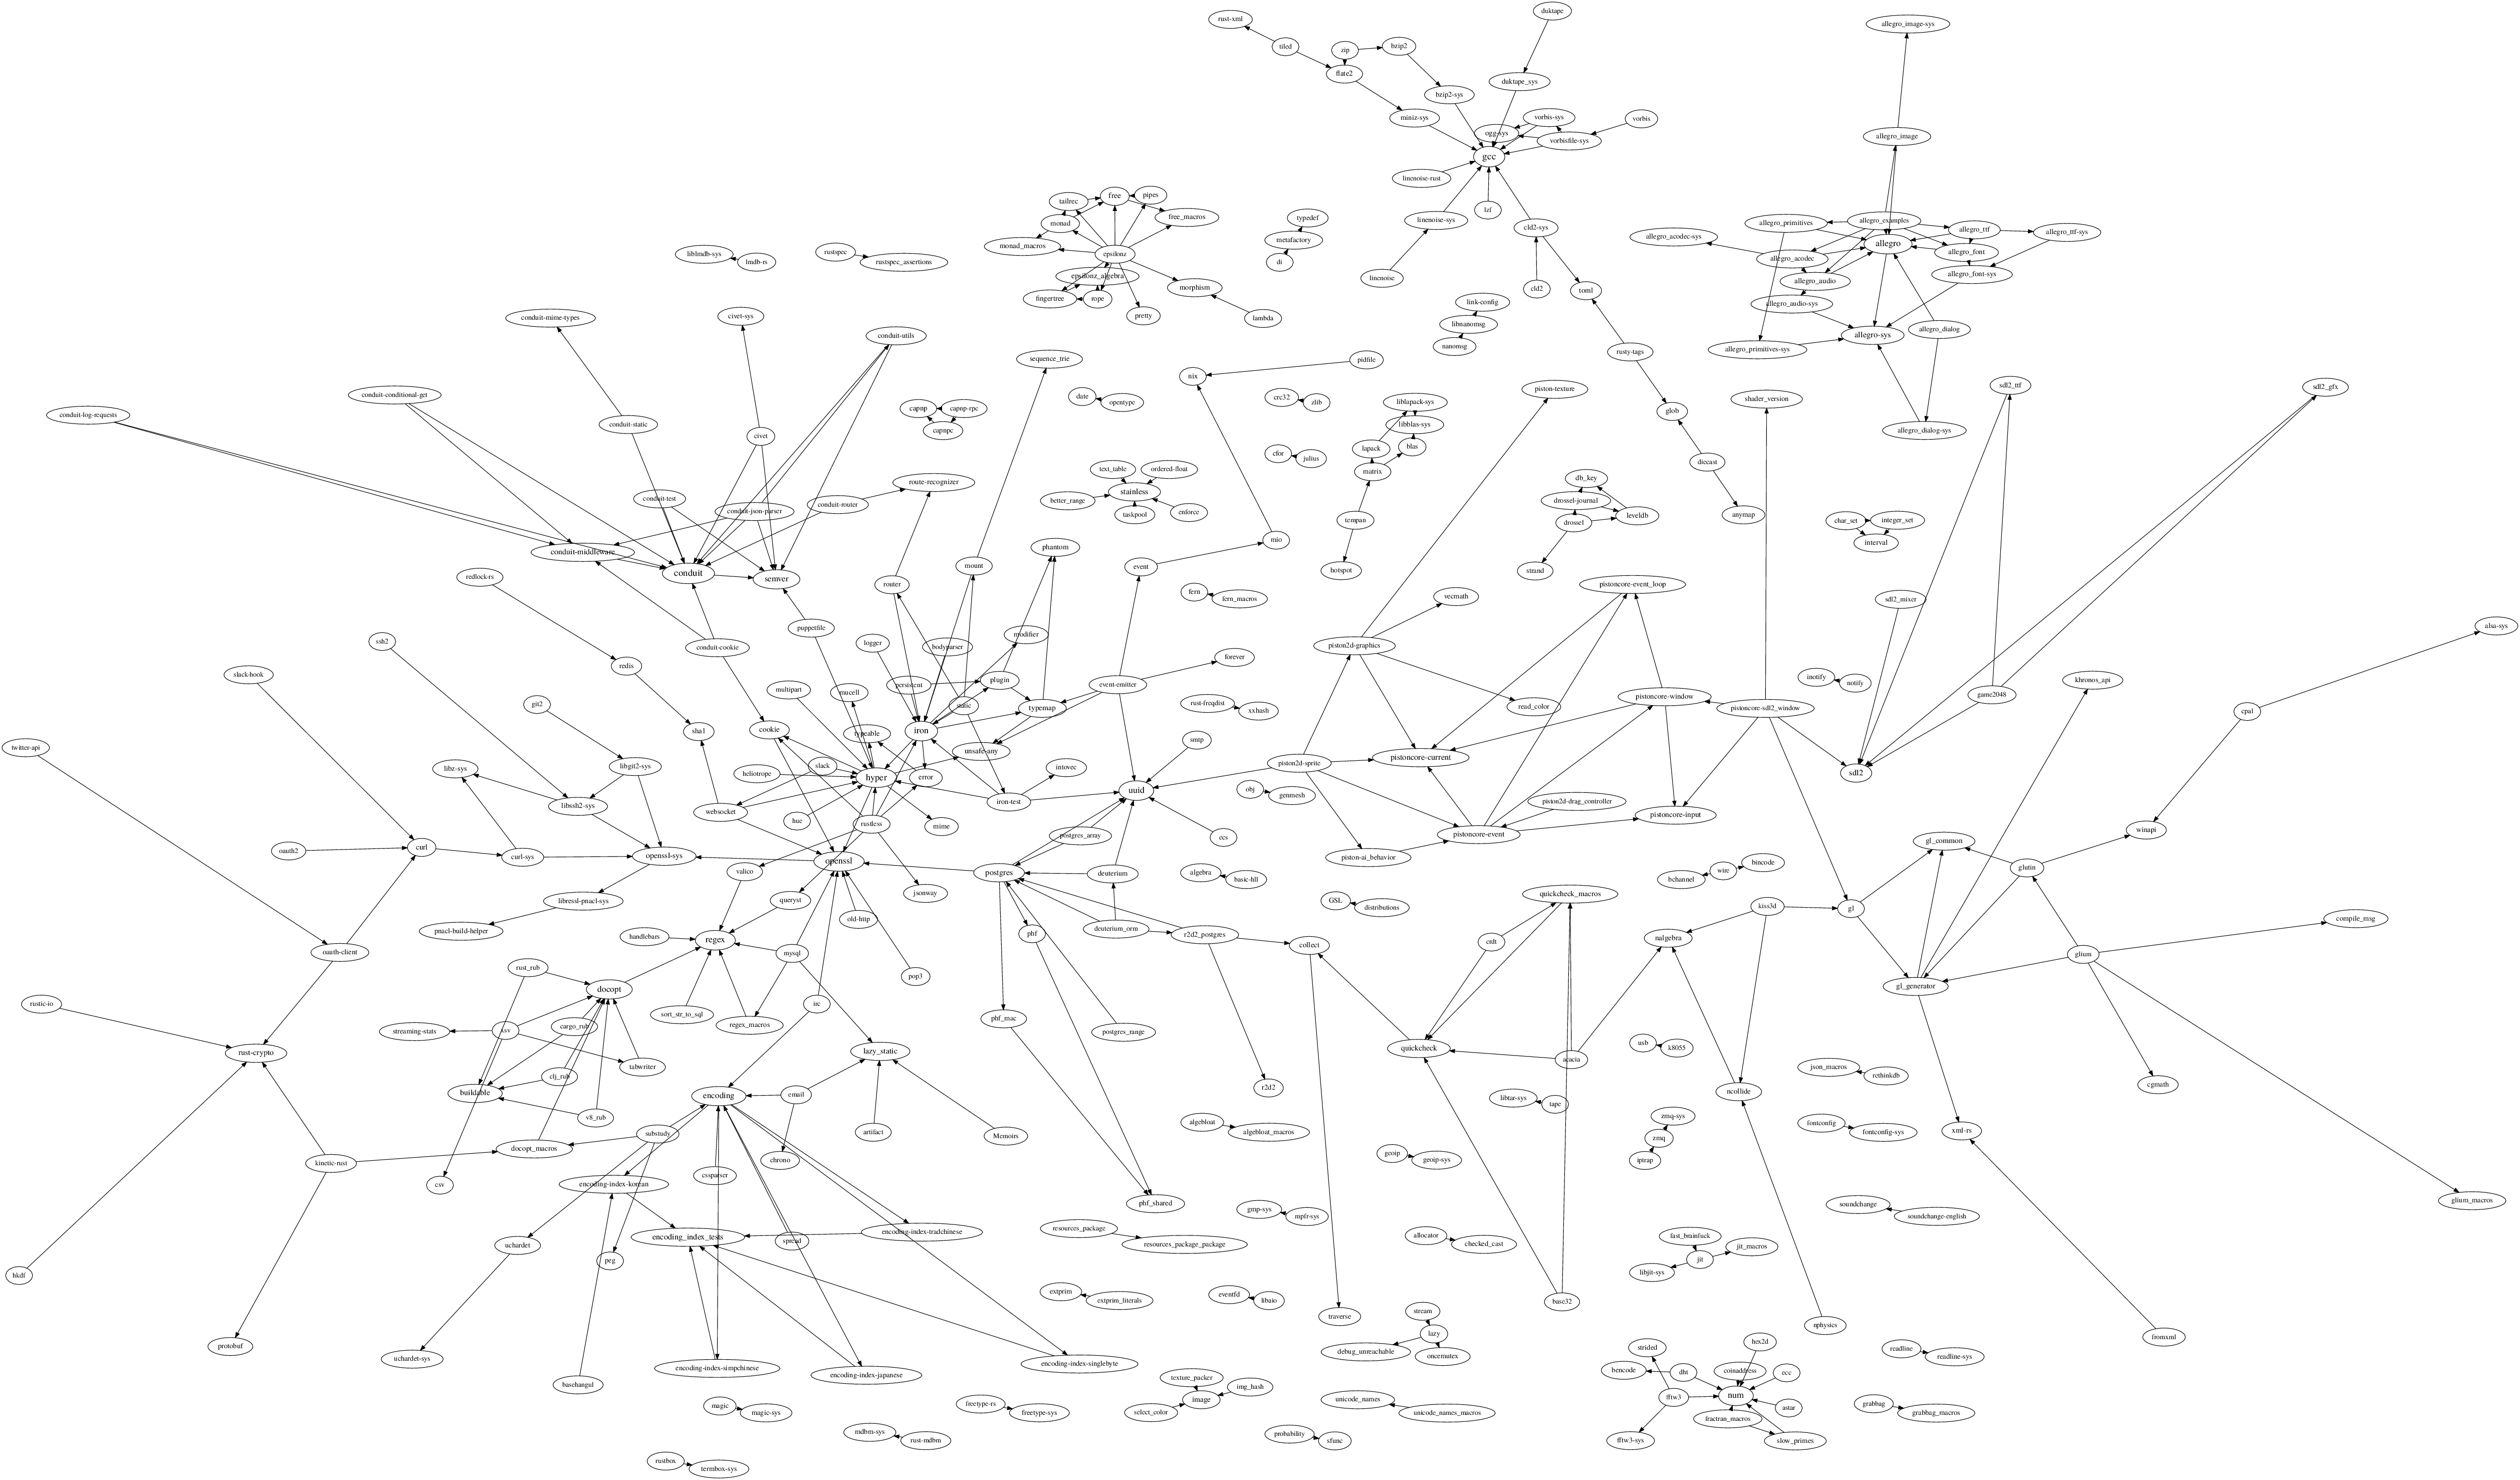 duktape
rust-xml
allegro_image-sys
tiled
zip
bzip2
flate2
duktape_sys
bzip2-sys
miniz-sys
vorbis-sys
vorbis
ogg-sys
vorbisfile-sys
allegro_image
gcc
linenoise-rust
tailrec
free
pipes
lzf
monad
free_macros
typedef
linenoise-sys
cld2-sys
allegro_primitives
allegro_examples
allegro_ttf
allegro_ttf-sys
allegro_acodec-sys
monad_macros
metafactory
allegro
liblmdb-sys
lmdb-rs
rustspec
rustspec_assertions
epsilonz
di
allegro_acodec
allegro_font
epsilonz_algebra
linenoise
allegro_audio
allegro_font-sys
fingertree
rope
morphism
cld2
toml
allegro_audio-sys
link-config
conduit-mime-types
civet-sys
pretty
lambda
libnanomsg
allegro_dialog
conduit-utils
nanomsg
allegro-sys
allegro_primitives-sys
rusty-tags
sequence_trie
pidfile
nix
conduit-conditional-get
piston-texture
sdl2_ttf
sdl2_gfx
date
opentype
crc32
zlib
liblapack-sys
shader_version
conduit-log-requests
capnp
capnp-rpc
glob
conduit-static
capnpc
libblas-sys
allegro_dialog-sys
civet
lapack
blas
cfor
julius
diecast
text_table
ordered-float
matrix
route-recognizer
db_key
conduit-test
better_range
stainless
drossel-journal
conduit-router
conduit-json-parser
taskpool
enforce
leveldb
anymap
tempan
drossel
char_set
integer_set
mio
interval
phantom
conduit-middleware
conduit
semver
mount
event
hotspot
strand
redlock-rs
router
pistoncore-event_loop
fern
fern_macros
vecmath
sdl2_mixer
puppetfile
alsa-sys
ssh2
conduit-cookie
logger
bodyparser
modifier
piston2d-graphics
forever
redis
slack-hook
persistent
plugin
event-emitter
inotify
notify
khronos_api
multipart
mucell
pistoncore-window
game2048
git2
static
typemap
rust-freqdist
xxhash
read_color
pistoncore-sdl2_window
cpal
sha1
cookie
typeable
iron
twitter-api
unsafe-any
smtp
pistoncore-current
libz-sys
libgit2-sys
slack
heliotrope
hyper
error
intovec
piston2d-sprite
sdl2
libssh2-sys
uuid
obj
genmesh
websocket
iron-test
piston2d-drag_controller
hue
rustless
mime
pistoncore-input
winapi
postgres_array
ecs
pistoncore-event
oauth2
curl
curl-sys
openssl-sys
openssl
piston-ai_behavior
gl_common
valico
postgres
deuterium
algebra
basic-hll
bchannel
wire
bincode
glutin
libressl-pnacl-sys
queryst
jsonway
quickcheck_macros
GSL
distributions
kiss3d
gl
compile_msg
pnacl-build-helper
old-http
handlebars
regex
phf
deuterium_orm
r2d2_postgres
collect
crdt
nalgebra
oauth-client
mysql
glium
rust_rub
pop3
docopt
gl_generator
rustic-io
irc
sort_str_to_sql
regex_macros
phf_mac
streaming-stats
xsv
cargo_rub
postgres_range
rust-crypto
lazy_static
quickcheck
acacia
usb
k8055
tabwriter
json_macros
rethinkdb
clj_rub
r2d2
cgmath
buildable
encoding
email
ncollide
libtar-sys
tape
v8_rub
zmq-sys
artifact
Memoirs
algebloat
algebloat_macros
fontconfig
fontconfig-sys
xml-rs
substudy
zmq
docopt_macros
geoip
geoip-sys
iptrap
kinetic-rust
chrono
csv
cssparser
encoding-index-korean
phf_shared
glium_macros
gmp-sys
mpfr-sys
soundchange
soundchange-english
encoding-index-tradchinese
resources_package
resources_package_package
encoding_index_tests
spread
fast_brainfuck
allocator
checked_cast
uchardet
jit
jit_macros
peg
libjit-sys
hkdf
extprim
extprim_literals
eventfd
libaio
base32
traverse
stream
nphysics
lazy
fromxml
protobuf
uchardet-sys
debug_unreachable
oncemutex
strided
hex2d
readline
readline-sys
encoding-index-simpchinese
encoding-index-japanese
encoding-index-singlebyte
bencode
dht
coinaddress
ecc
basehangul
texture_packer
img_hash
image
select_color
unicode_names
unicode_names_macros
fftw3
num
astar
magic
magic-sys
freetype-rs
freetype-sys
grabbag
grabbag_macros
fractran_macros
mdbm-sys
rust-mdbm
probability
sfunc
fftw3-sys
slow_primes
rustbox
termbox-sys